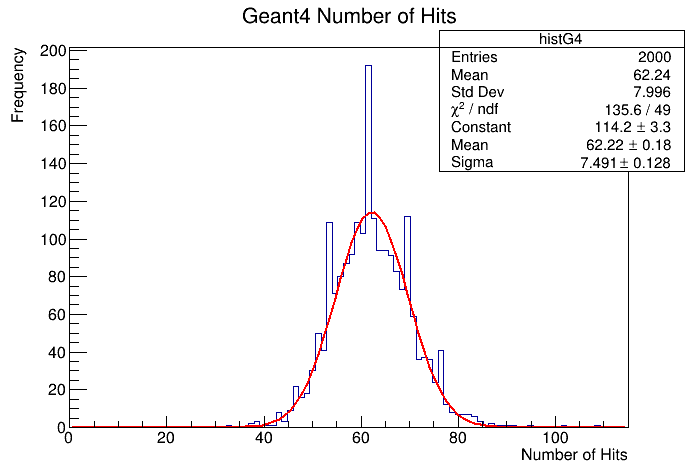 Geant4 Number of Hits
histG4
Entries 2000
Mean 62.24
Std Dev 7.996
χ² / ndf 135.6 / 49
Constant 114.2 ± 3.3
Mean 62.22 ± 0.18
Sigma 7.491 ± 0.128
Frequency
200
180
160
140
120
100
80
60
40
20
0
0 20 40 60 80 100
Number of Hits